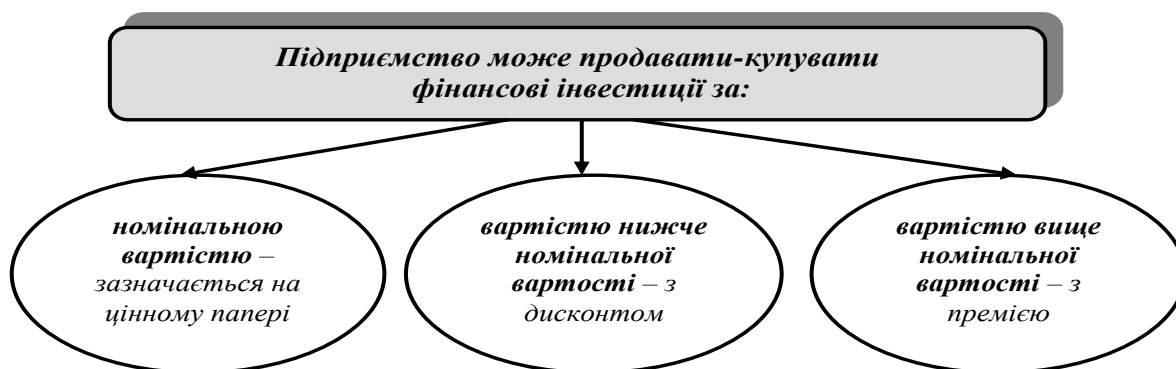 Підприємство може продавати-купувати
фінансові інвестиції за:
номінальною
вартістю –
зазначається на
цінному папері
вартістю нижче
номінальної
вартості – з
дисконтом
вартістю вище
номінальної
вартості – з
премією